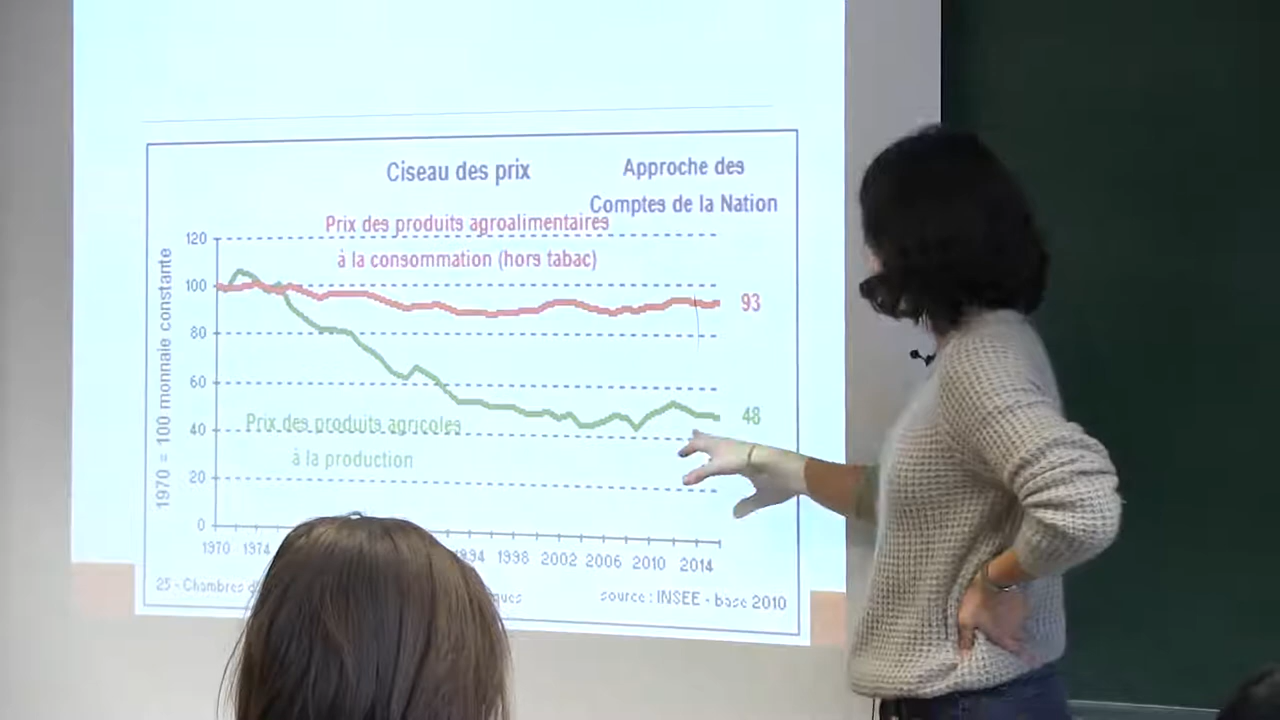 Ciseau des prix
Approche des
Comptes de la Nation
Prix des produits agroalimentaires
à la consommation (hors tabac)
1970 = 100 monnaie constante
120
100
80
60
40
20
0
93
48
Prix des produits agricoles
à la production
1970 1974 1994 1998 2002 2006 2010 2014
25 - Chambres
source : INSEE - base 2010